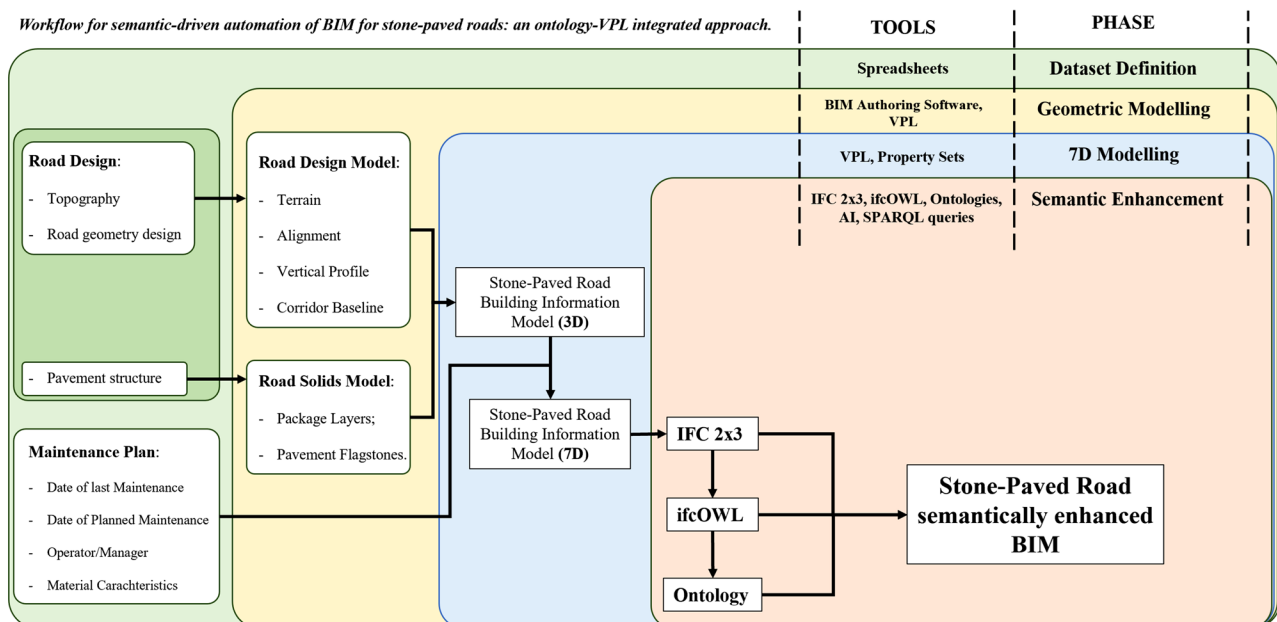 Workflow for semantic-driven automation of BIM for stone-paved roads: an ontology-VPL integrated approach.
TOOLS
PHASE
Spreadsheets
Dataset Definition
BIM Authoring Software,
VPL
Geometric Modelling
VPL, Property Sets
7D Modelling
IFC 2x3, ifcOWL, Ontologies,
AI, SPARQL queries
Semantic Enhancement
Road Design:
- Topography
- Road geometry design
- Pavement structure
Maintenance Plan:
- Date of last Maintenance
- Date of Planned Maintenance
- Operator/Manager
- Material Carachteristics
Road Design Model:
- Terrain
- Alignment
- Vertical Profile
- Corridor Baseline
Road Solids Model:
- Package Layers;
- Pavement Flagstones.
Stone-Paved Road
Building Information
Model (3D)
Stone-Paved Road
Building Information
Model (7D)
IFC 2x3
ifcOWL
Ontology
Stone-Paved Road
semantically enhanced
BIM